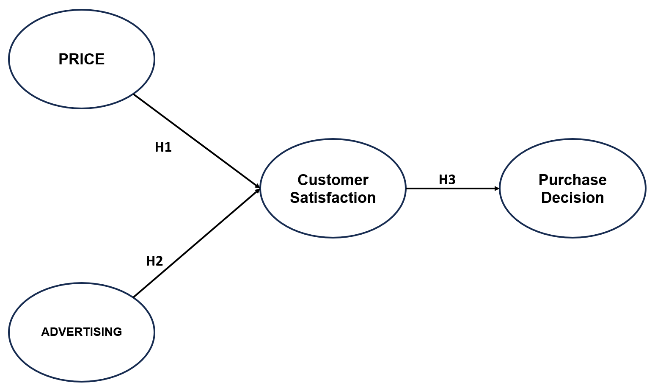 PRICE
H1
Customer
Satisfaction
H3
Purchase
Decision
H2
ADVERTISING